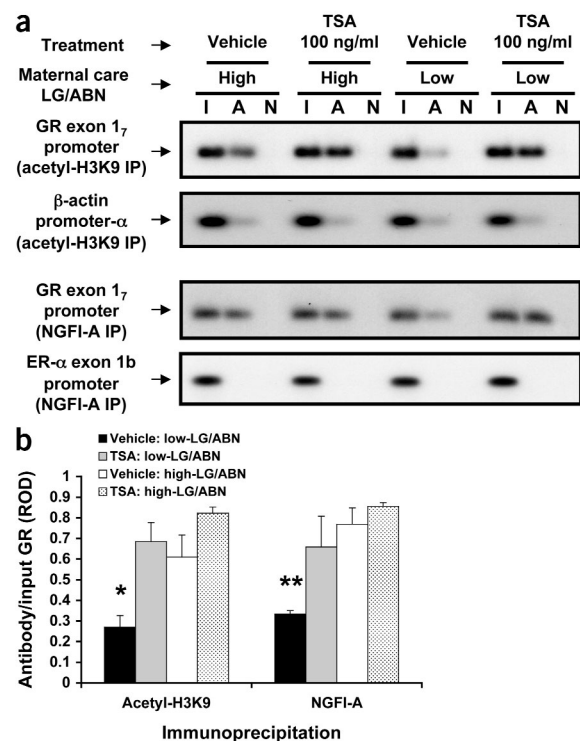 a
TSA TSA
Treatment Vehicle 100 ng/ml Vehicle 100 ng/ml
Maternal care
LG/ABN High High Low Low
I A N I A N I A N I A N
GR exon 1₇
promoter
(acetyl-H3K9 IP)
β-actin
promoter-α
(acetyl-H3K9 IP)
GR exon 1₇
promoter
(NGFI-A IP)
ER-α exon 1b
promoter
(NGFI-A IP)
b
Vehicle: low-LG/ABN
TSA: low-LG/ABN
Vehicle: high-LG/ABN
TSA: high-LG/ABN
Antibody/input GR (ROD)
1
0.9
0.8
0.7
0.6
0.5
0.4
0.3
0.2
0.1
0
* **
Acetyl-H3K9 NGFI-A
Immunoprecipitation